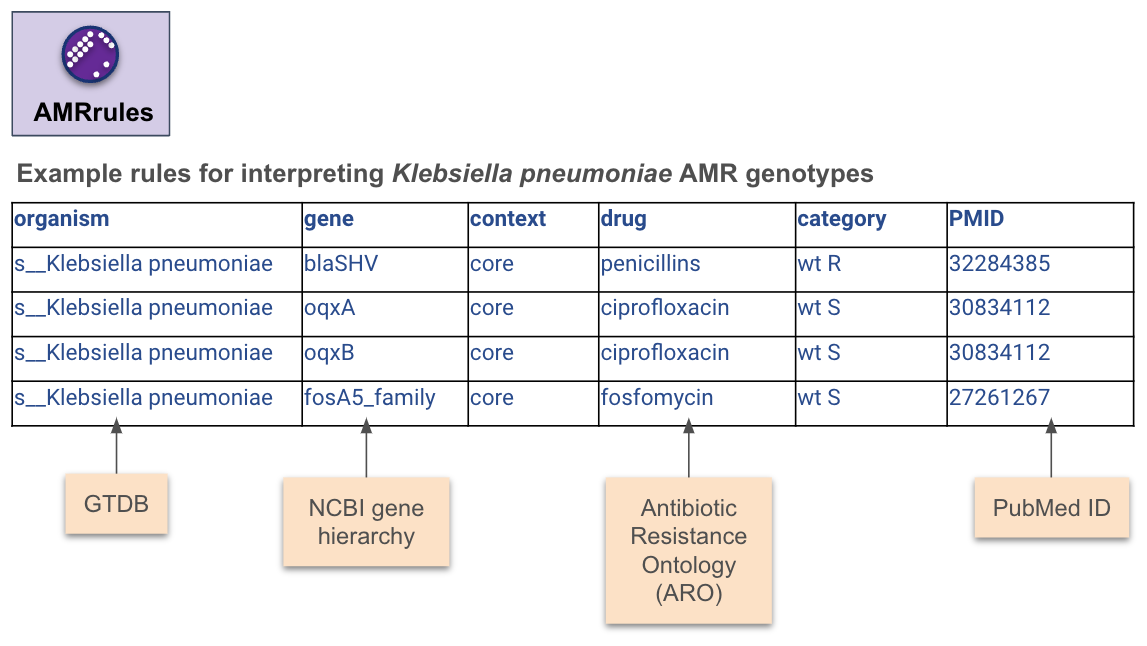 AMRrules
Example rules for interpreting Klebsiella pneumoniae AMR genotypes
organism gene context drug category PMID
s__Klebsiella pneumoniae blaSHV core penicillins wt R 32284385
s__Klebsiella pneumoniae oqxA core ciprofloxacin wt S 30834112
s__Klebsiella pneumoniae oqxB core ciprofloxacin wt S 30834112
s__Klebsiella pneumoniae fosA5_family core fosfomycin wt S 27261267
GTDB
NCBI gene
hierarchy
Antibiotic
Resistance
Ontology
(ARO)
PubMed ID